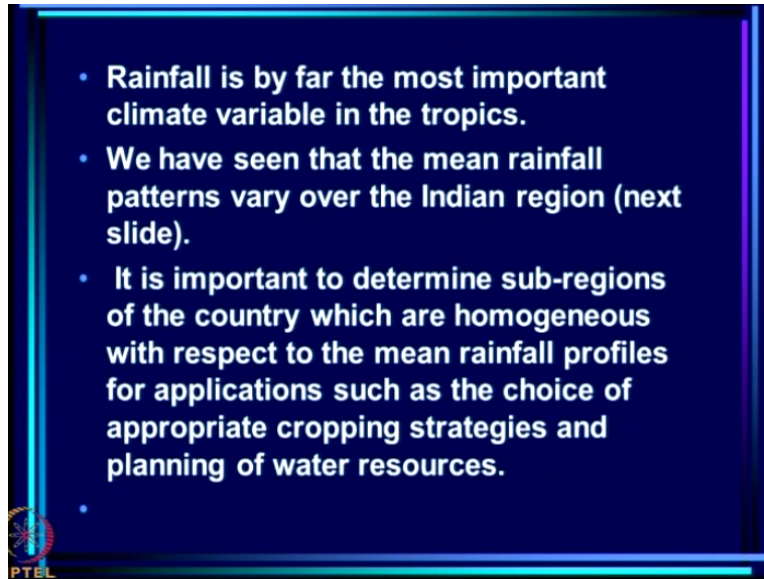 • Rainfall is by far the most important
climate variable in the tropics.
• We have seen that the mean rainfall
patterns vary over the Indian region (next
slide).
• It is important to determine sub-regions
of the country which are homogeneous
with respect to the mean rainfall profiles
for applications such as the choice of
appropriate cropping strategies and
planning of water resources.
•
PTEL